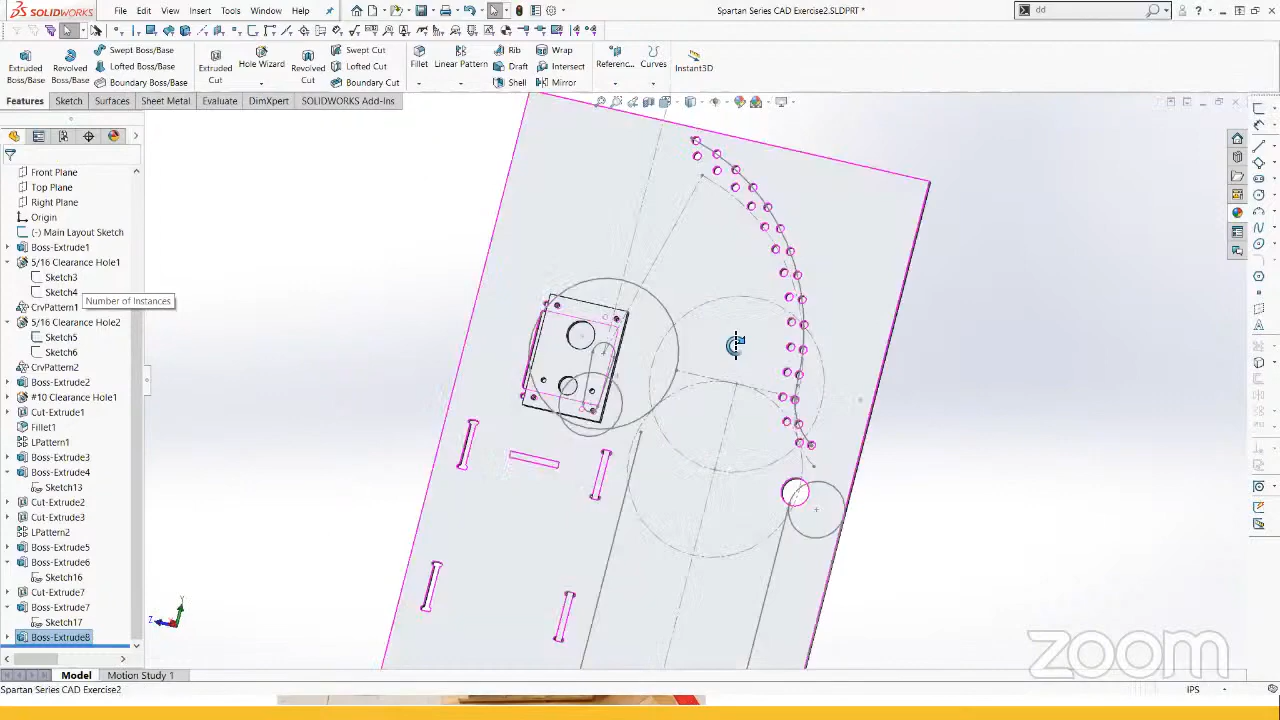 SOLIDWORKS File Edit View Insert Tools Window Help Spartan Series CAD Exercise2.SLDPRT * dd
Extruded Boss/Base
Revolved Boss/Base
Swept Boss/Base
Lofted Boss/Base
Boundary Boss/Base
Extruded Cut
Hole Wizard
Revolved Cut
Swept Cut
Lofted Cut
Boundary Cut
Fillet
Linear Pattern
Rib
Draft
Shell
Wrap
Intersect
Mirror
Referenc...
Curves
Instant3D
Features Sketch Surfaces Sheet Metal Evaluate DimXpert SOLIDWORKS Add-Ins
Front Plane
Top Plane
Right Plane
Origin
(-) Main Layout Sketch
Boss-Extrude1
5/16 Clearance Hole1
Sketch3
Sketch4
Number of Instances
CrvPattern1
5/16 Clearance Hole2
Sketch5
Sketch6
CrvPattern2
Boss-Extrude2
#10 Clearance Hole1
Cut-Extrude1
Fillet1
LPattern1
Boss-Extrude3
Boss-Extrude4
Sketch13
Cut-Extrude2
Cut-Extrude3
LPattern2
Boss-Extrude5
Boss-Extrude6
Sketch16
Cut-Extrude7
Boss-Extrude7
Sketch17
Boss-Extrude8
Y
Z
zoom
Model Motion Study 1
Spartan Series CAD Exercise2 IPS